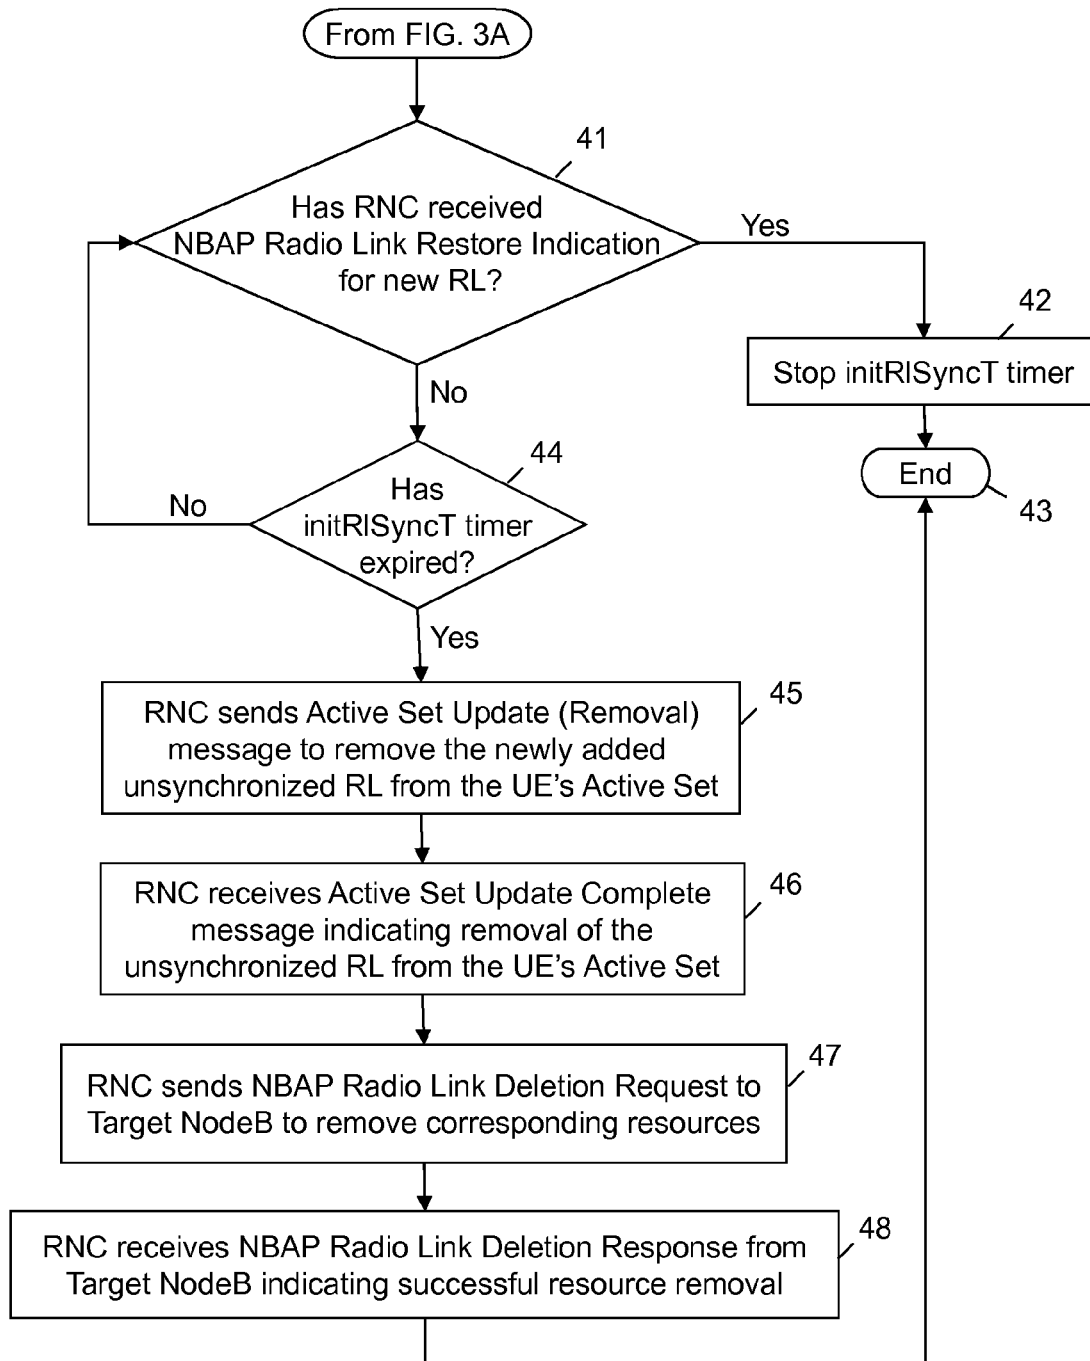 From FIG. 3A
41
Has RNC received
NBAP Radio Link Restore Indication
for new RL?
Yes
42
Stop initRlSyncT timer
No
44
End
43
Has
initRlSyncT timer
expired?
No
Yes
45
RNC sends Active Set Update (Removal)
message to remove the newly added
unsynchronized RL from the UE's Active Set
46
RNC receives Active Set Update Complete
message indicating removal of the
unsynchronized RL from the UE's Active Set
47
RNC sends NBAP Radio Link Deletion Request to
Target NodeB to remove corresponding resources
48
RNC receives NBAP Radio Link Deletion Response from
Target NodeB indicating successful resource removal